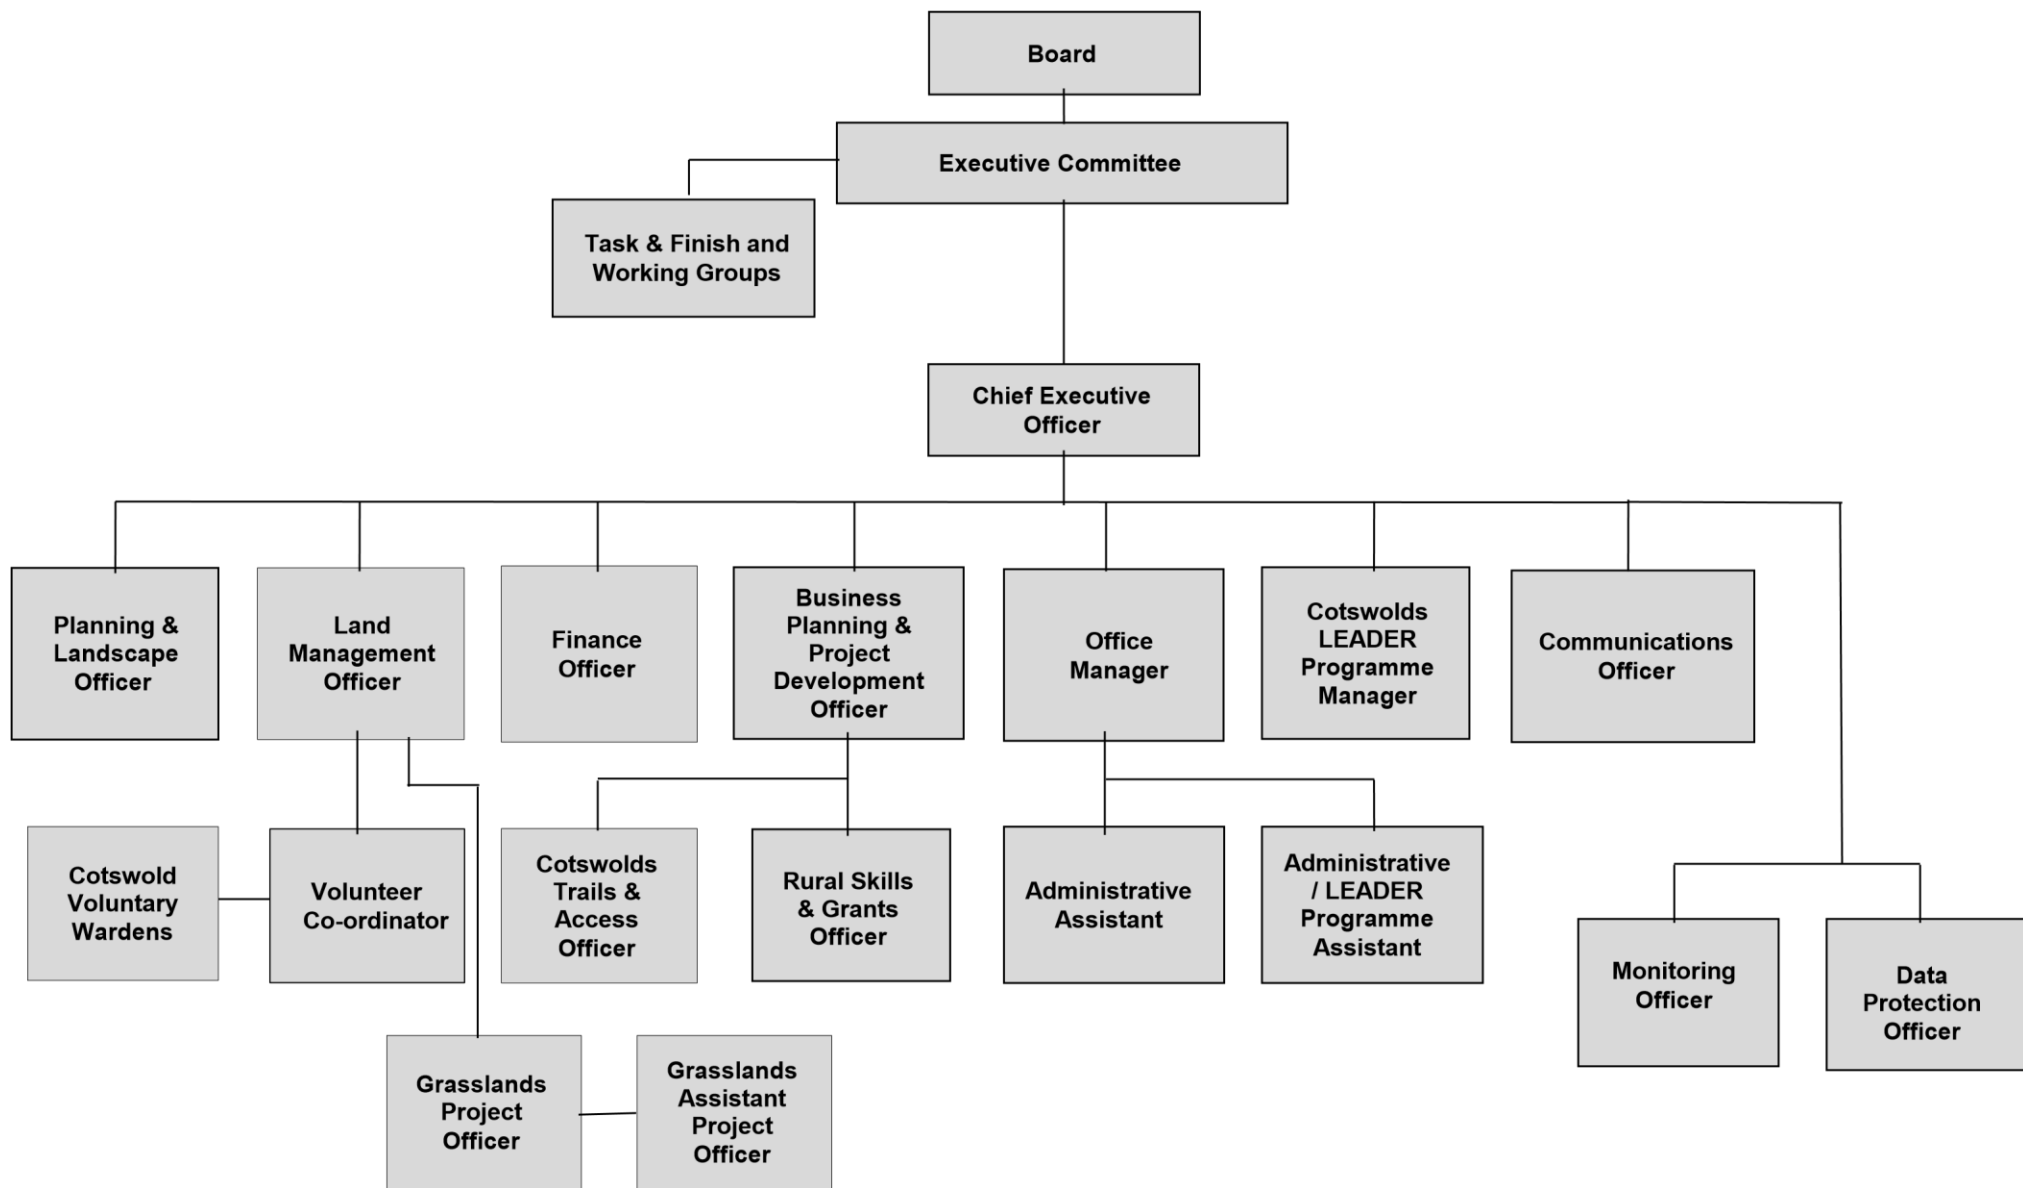 Board
Executive Committee
Task & Finish and
Working Groups
Chief Executive
Officer
Planning &
Landscape
Officer
Land
Management
Officer
Finance
Officer
Business
Planning &
Project
Development
Officer
Office
Manager
Cotswolds
LEADER
Programme
Manager
Communications
Officer
Cotswold
Voluntary
Wardens
Volunteer
Co-ordinator
Cotswolds
Trails &
Access
Officer
Rural Skills
& Grants
Officer
Administrative
Assistant
Administrative
/ LEADER
Programme
Assistant
Monitoring
Officer
Data
Protection
Officer
Grasslands
Project
Officer
Grasslands
Assistant
Project
Officer